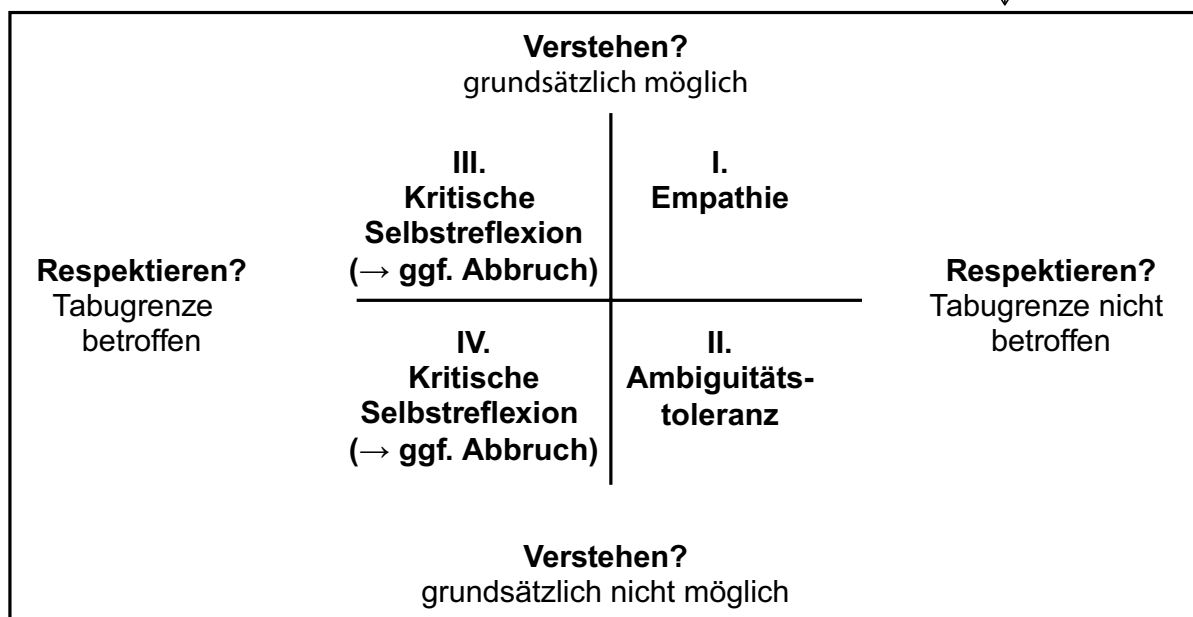 Verstehen?
grundsätzlich möglich
III.
Kritische
Selbstreflexion
(→ ggf. Abbruch)
I.
Empathie
Respektieren?
Tabugrenze
betroffen
Respektieren?
Tabugrenze nicht
betroffen
IV.
Kritische
Selbstreflexion
(→ ggf. Abbruch)
II.
Ambiguitäts-
toleranz
Verstehen?
grundsätzlich nicht möglich